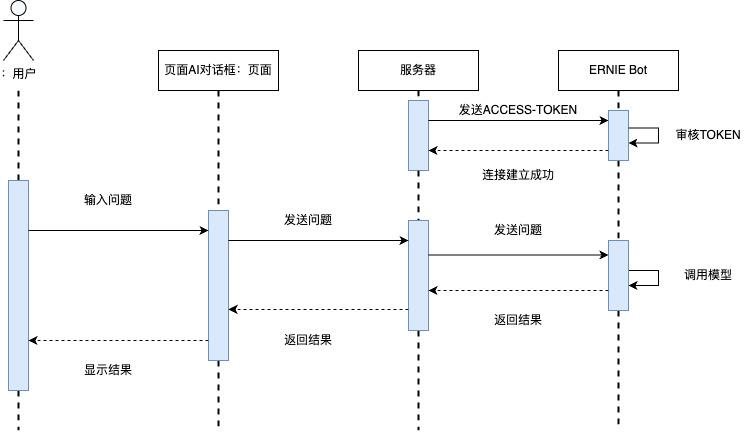 ：用户
页面AI对话框：页面
服务器
ERNIE Bot
发送ACCESS-TOKEN
审核TOKEN
连接建立成功
输入问题
发送问题
发送问题
调用模型
返回结果
返回结果
显示结果